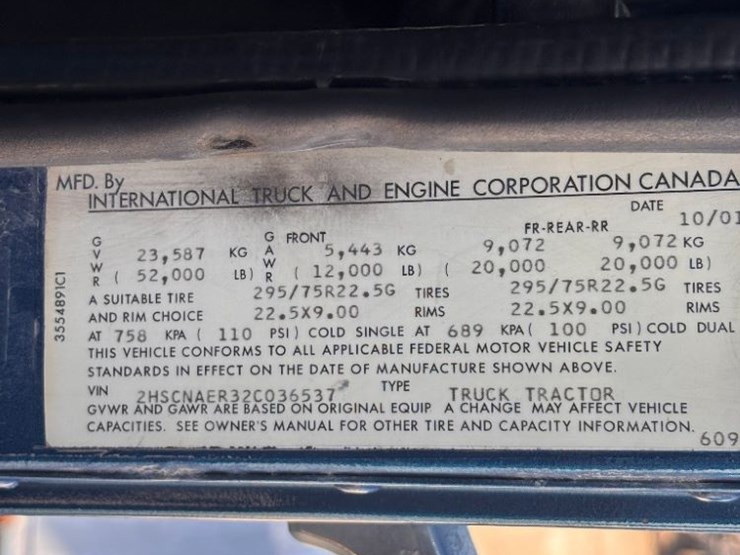 MFD. By
INTERNATIONAL TRUCK AND ENGINE CORPORATION CANADA
DATE 10/01
FR-REAR-RR
GVWR 23,587 KG GAWR FRONT 5,443 KG 9,072 9,072 KG
( 52,000 LB) ( 12,000 LB) ( 20,000 20,000 LB)
A SUITABLE TIRE 295/75R22.5G TIRES 295/75R22.5G TIRES
AND RIM CHOICE 22.5X9.00 RIMS 22.5X9.00 RIMS
AT 758 KPA ( 110 PSI) COLD SINGLE AT 689 KPA ( 100 PSI) COLD DUAL
THIS VEHICLE CONFORMS TO ALL APPLICABLE FEDERAL MOTOR VEHICLE SAFETY
STANDARDS IN EFFECT ON THE DATE OF MANUFACTURE SHOWN ABOVE.
VIN 2HSCNAER32C036537 TYPE TRUCK TRACTOR
GVWR AND GAWR ARE BASED ON ORIGINAL EQUIP A CHANGE MAY AFFECT VEHICLE
CAPACITIES. SEE OWNER'S MANUAL FOR OTHER TIRE AND CAPACITY INFORMATION.
609
3554891C1